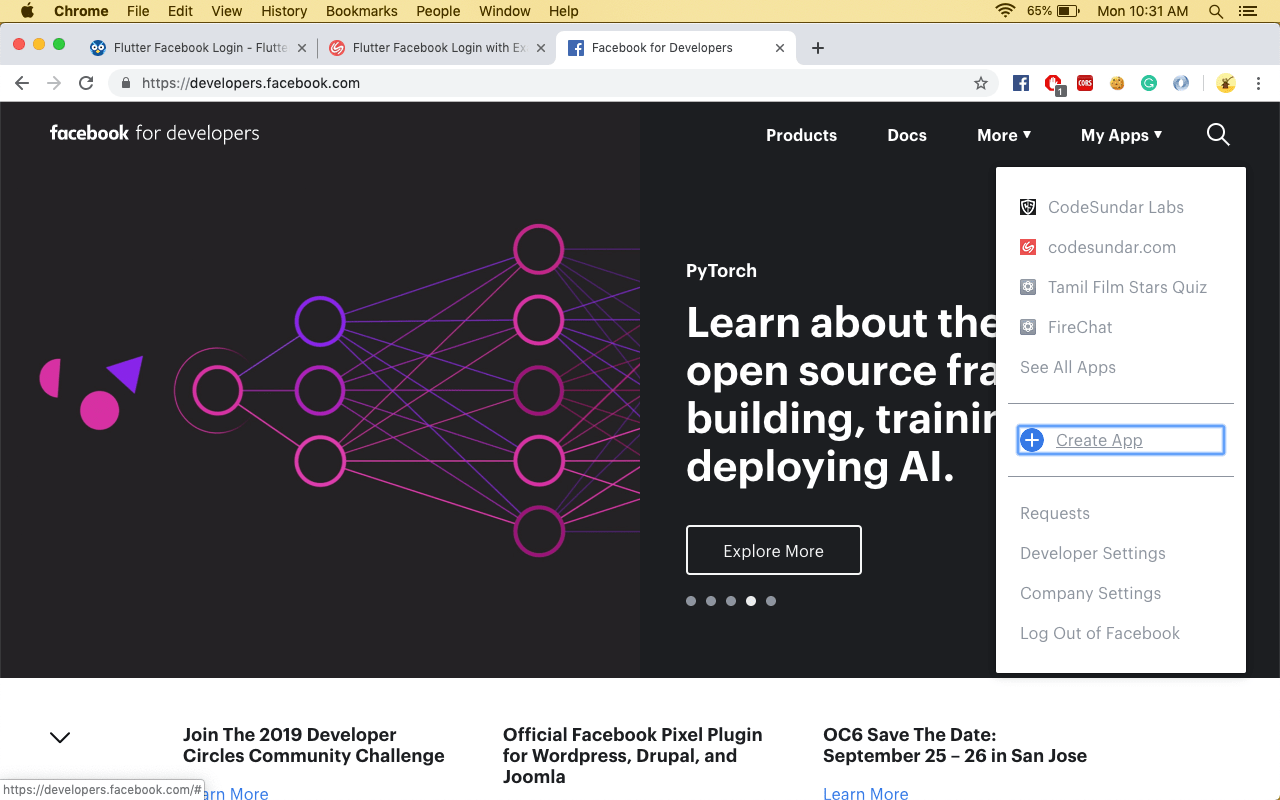 Chrome File Edit View History Bookmarks People Window Help 65% Mon 10:31 AM
Flutter Facebook Login - Flutte Flutter Facebook Login with Ex Facebook for Developers
https://developers.facebook.com CORS 1
facebook for developers Products Docs More ▼ My Apps ▼
CodeSundar Labs
codesundar.com
Tamil Film Stars Quiz
FireChat
See All Apps
Create App
Requests
Developer Settings
Company Settings
Log Out of Facebook
PyTorch
Learn about the
open source fra
building, trainin
deploying AI.
Explore More
Join The 2019 Developer
Circles Community Challenge
arn More
Official Facebook Pixel Plugin
for Wordpress, Drupal, and
Joomla
OC6 Save The Date:
September 25 – 26 in San Jose
Learn More
https://developers.facebook.com/#